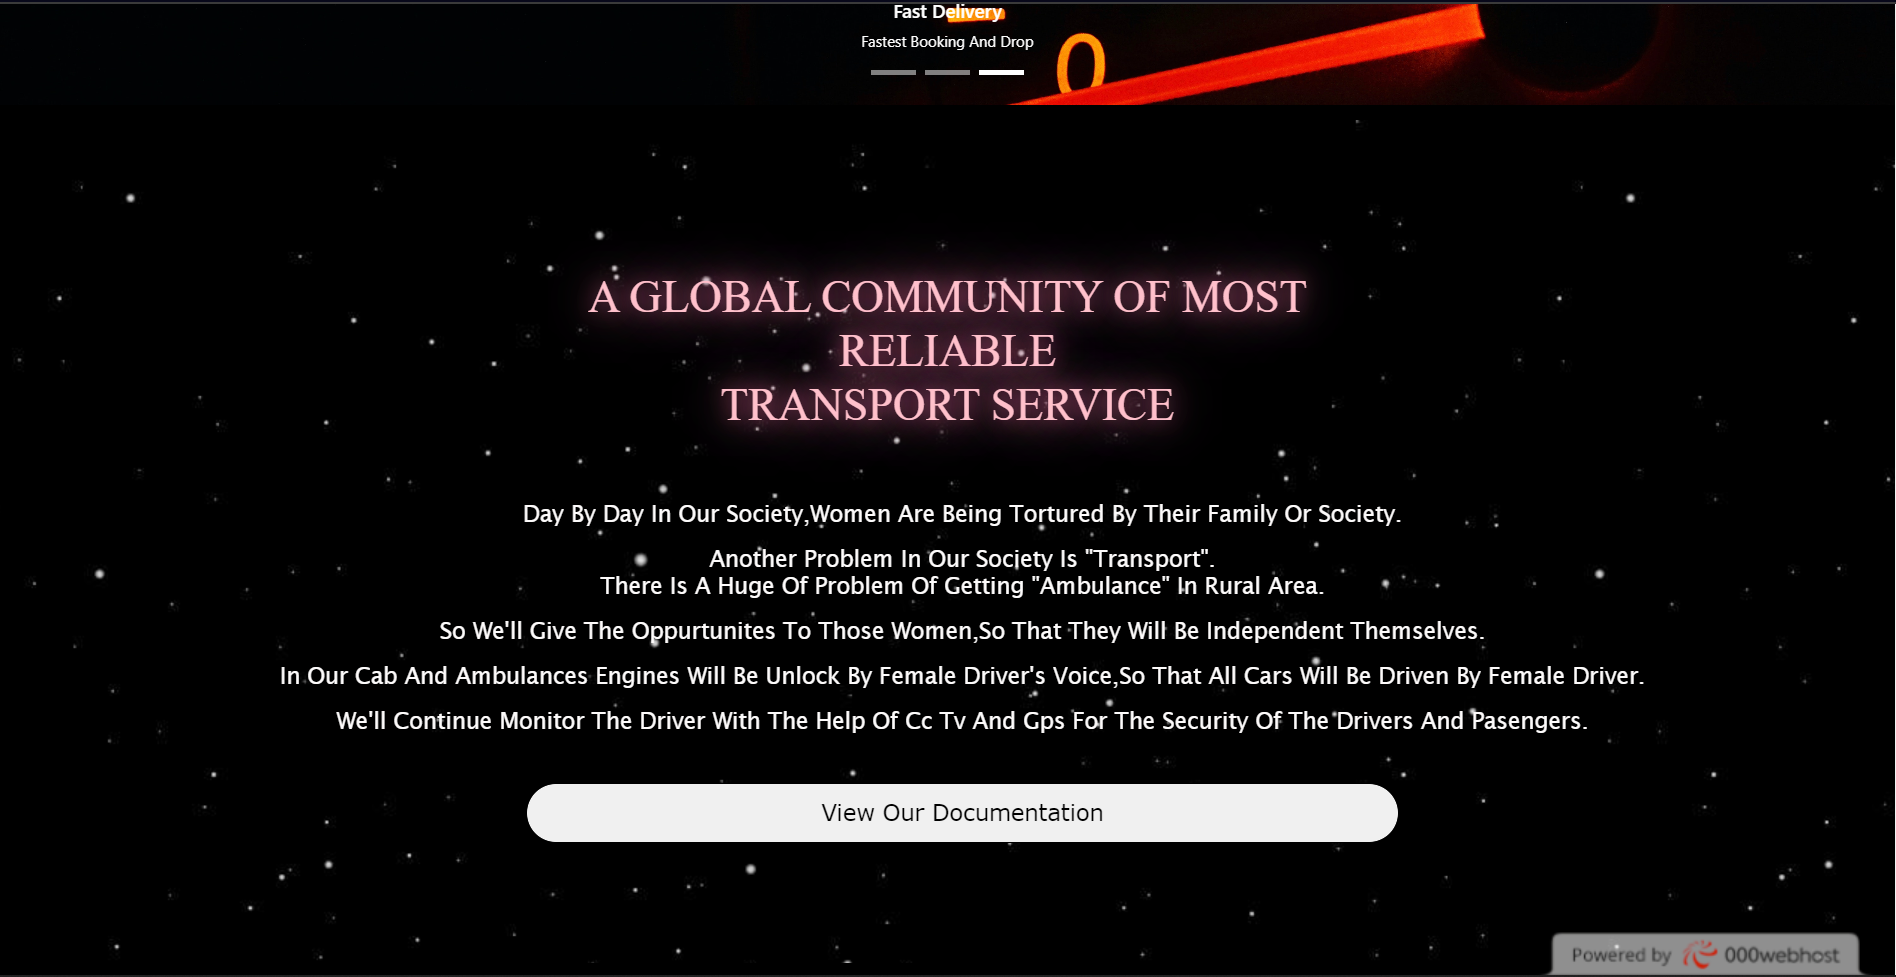 Fast Delivery
Fastest Booking And Drop
0
A GLOBAL COMMUNITY OF MOST
RELIABLE
TRANSPORT SERVICE
Day By Day In Our Society,Women Are Being Tortured By Their Family Or Society.
Another Problem In Our Society Is "Transport".
There Is A Huge Of Problem Of Getting "Ambulance" In Rural Area.
So We'll Give The Oppurtunites To Those Women,So That They Will Be Independent Themselves.
In Our Cab And Ambulances Engines Will Be Unlock By Female Driver's Voice,So That All Cars Will Be Driven By Female Driver.
We'll Continue Monitor The Driver With The Help Of Cc Tv And Gps For The Security Of The Drivers And Pasengers.
View Our Documentation
Powered by 000webhost